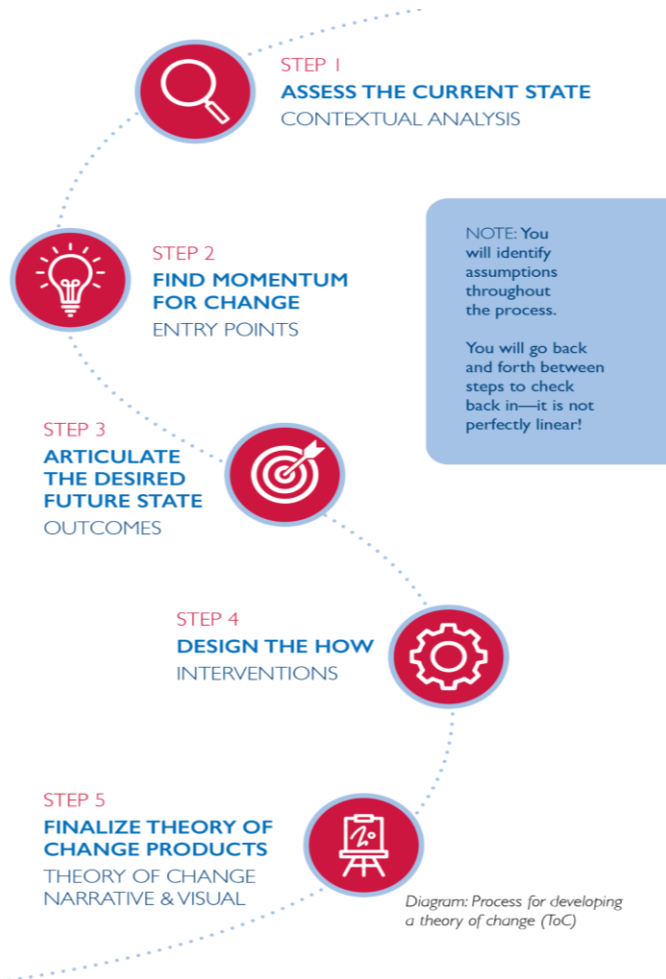 STEP 1
ASSESS THE CURRENT STATE
CONTEXTUAL ANALYSIS
STEP 2
FIND MOMENTUM
FOR CHANGE
ENTRY POINTS
NOTE: You
will identify
assumptions
throughout
the process.
You will go back
and forth between
steps to check
back in—it is not
perfectly linear!
STEP 3
ARTICULATE
THE DESIRED
FUTURE STATE
OUTCOMES
STEP 4
DESIGN THE HOW
INTERVENTIONS
STEP 5
FINALIZE THEORY OF
CHANGE PRODUCTS
THEORY OF CHANGE
NARRATIVE & VISUAL
Diagram: Process for developing
a theory of change (ToC)